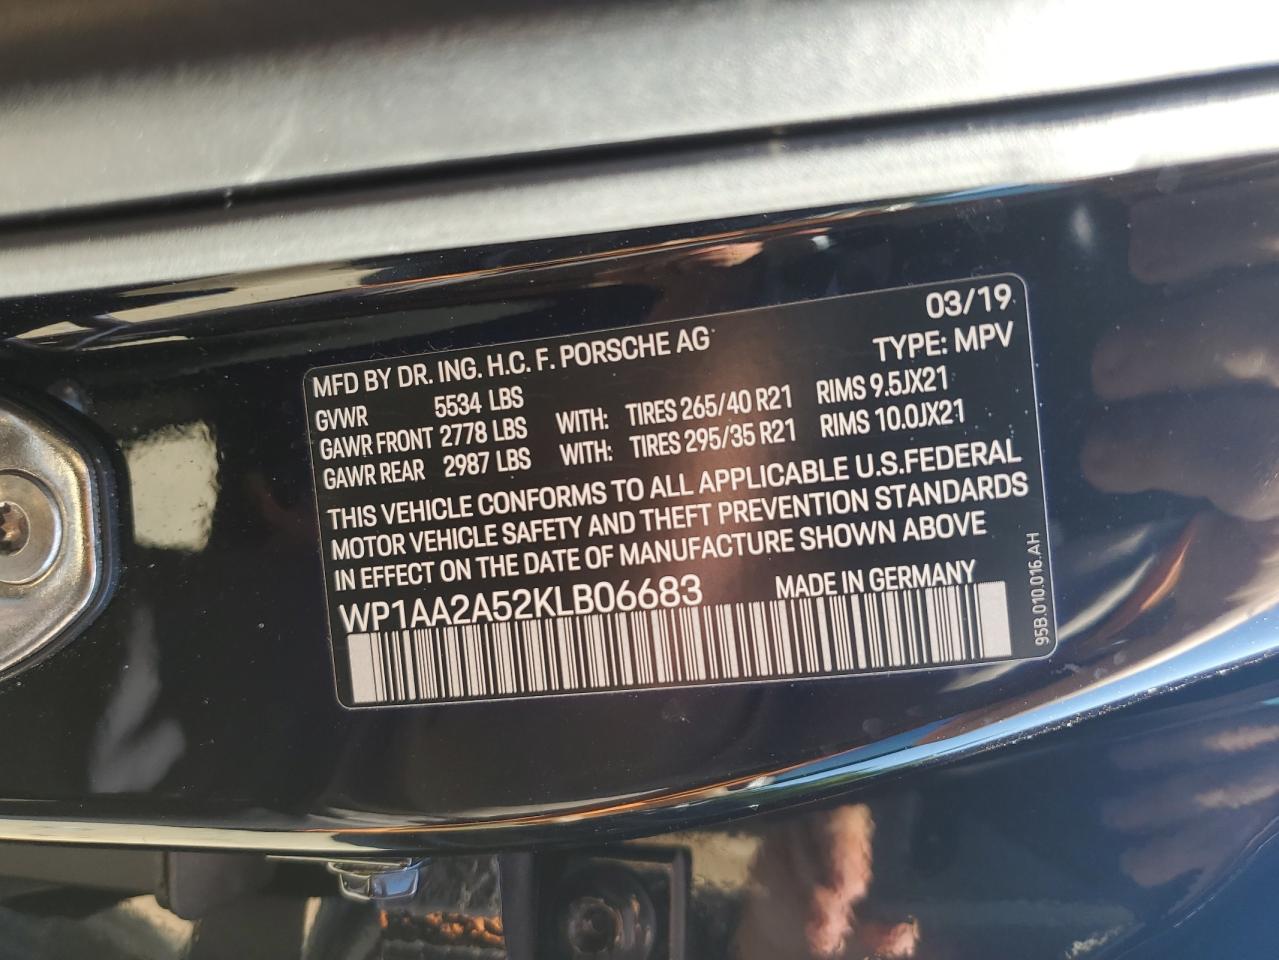 03/19
MFD BY DR. ING. H.C. F. PORSCHE AG TYPE: MPV
GVWR 5534 LBS
GAWR FRONT 2778 LBS WITH: TIRES 265/40 R21 RIMS 9.5JX21
GAWR REAR 2987 LBS WITH: TIRES 295/35 R21 RIMS 10.0JX21
THIS VEHICLE CONFORMS TO ALL APPLICABLE U.S.FEDERAL
MOTOR VEHICLE SAFETY AND THEFT PREVENTION STANDARDS
IN EFFECT ON THE DATE OF MANUFACTURE SHOWN ABOVE
WP1AA2A52KLB06683 MADE IN GERMANY
95B.010.016.AH